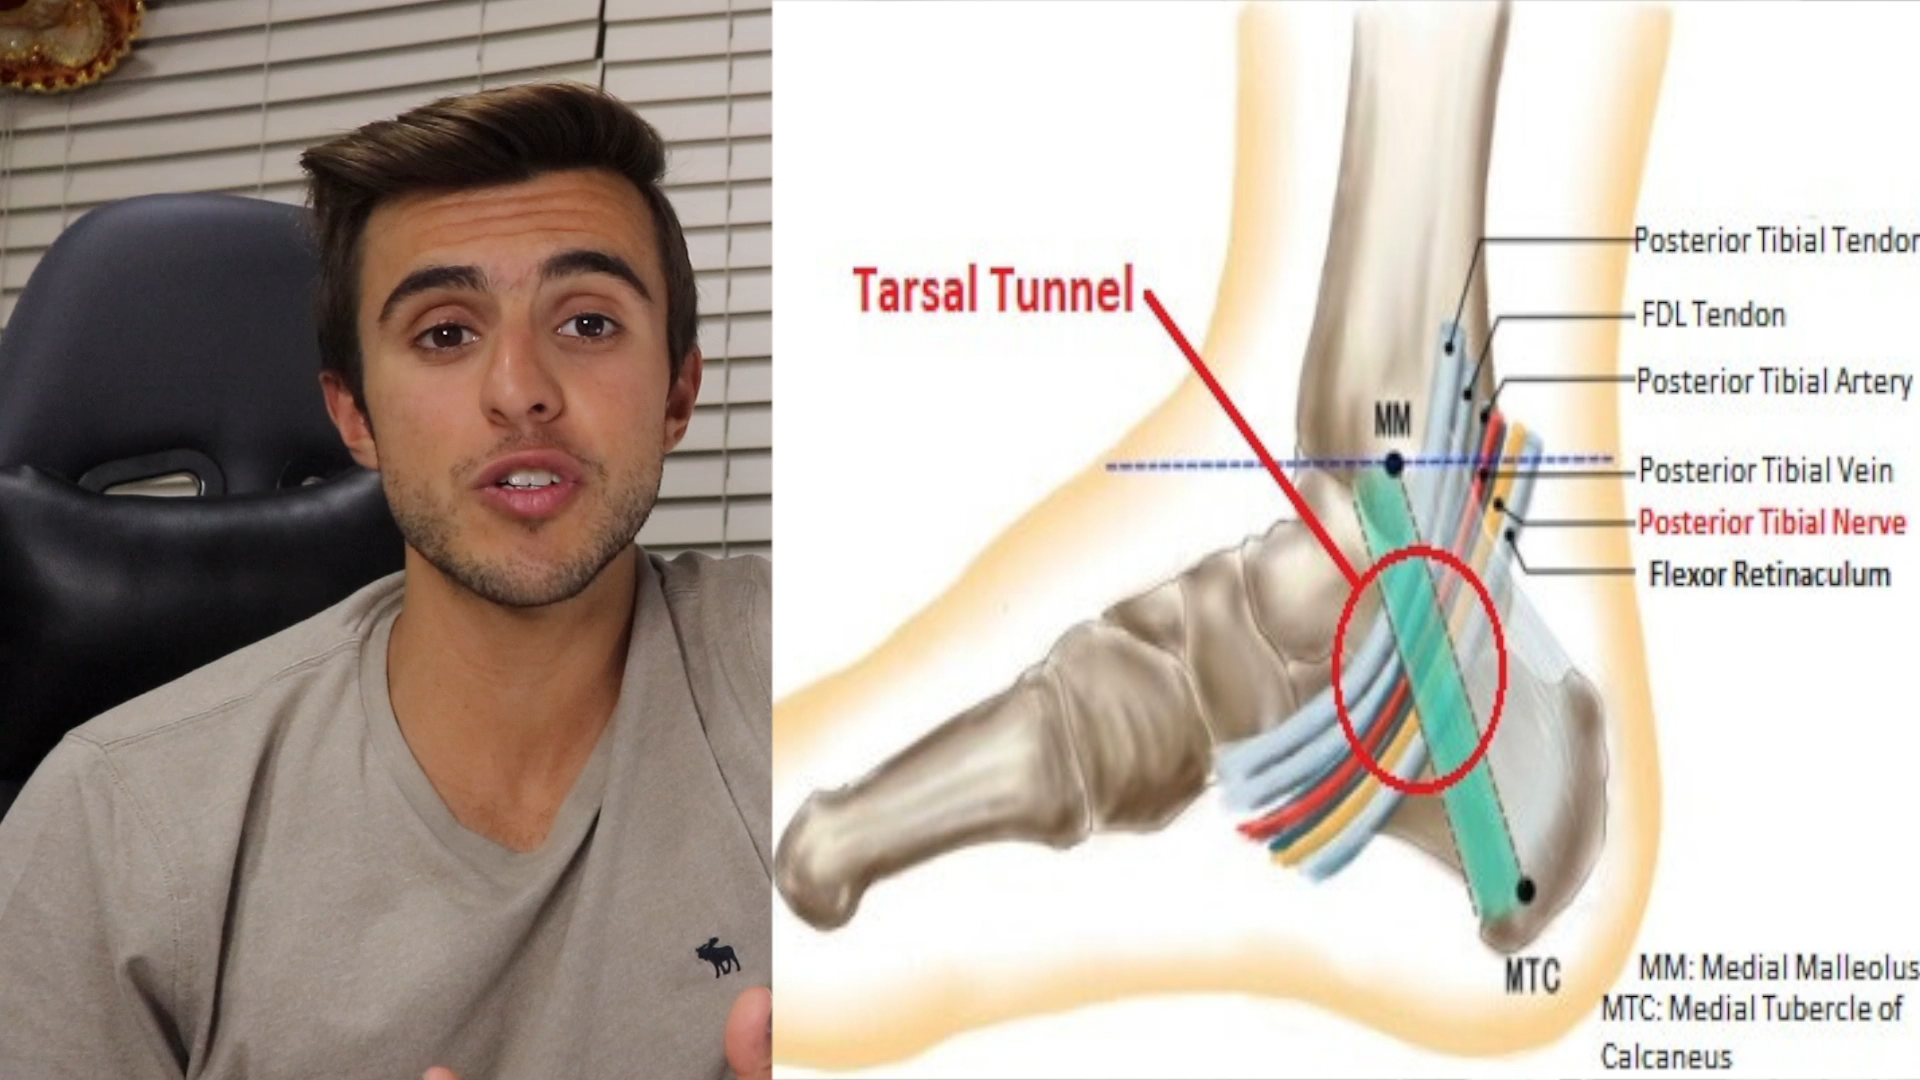 Posterior Tibial Tendor
Tarsal Tunnel
FDL Tendon
Posterior Tibial Artery
MM
Posterior Tibial Vein
Posterior Tibial Nerve
Flexor Retinaculum
MTC
MM: Medial Malleolus
MTC: Medial Tubercle of
Calcaneus